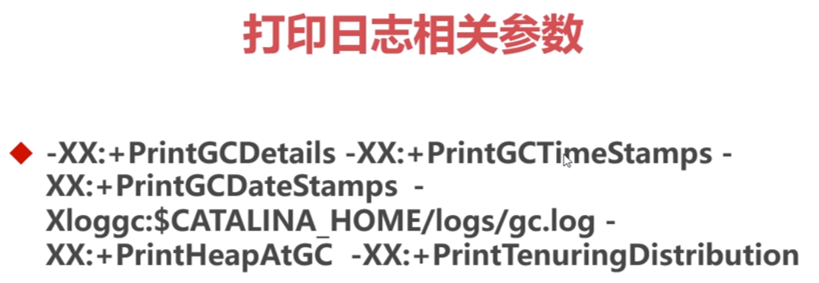 打印日志相关参数
-XX:+PrintGCDetails -XX:+PrintGCTimeStamps -
XX:+PrintGCDateStamps -
Xloggc:$CATALINA_HOME/logs/gc.log -
XX:+PrintHeapAtGC -XX:+PrintTenuringDistribution